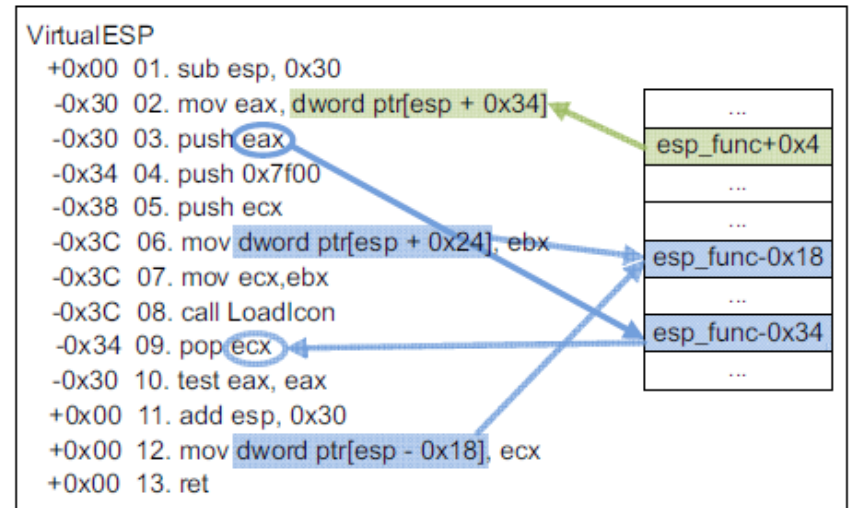 VirtualESP
+0x00 01. sub esp, 0x30
-0x30 02. mov eax, dword ptr[esp + 0x34]
-0x30 03. push eax
-0x34 04. push 0x7f00
-0x38 05. push ecx
-0x3C 06. mov dword ptr[esp + 0x24], ebx
-0x3C 07. mov ecx,ebx
-0x3C 08. call LoadIcon
-0x34 09. pop ecx
-0x30 10. test eax, eax
+0x00 11. add esp, 0x30
+0x00 12. mov dword ptr[esp - 0x18], ecx
+0x00 13. ret
...
esp_func+0x4
...
...
esp_func-0x18
...
esp_func-0x34
...